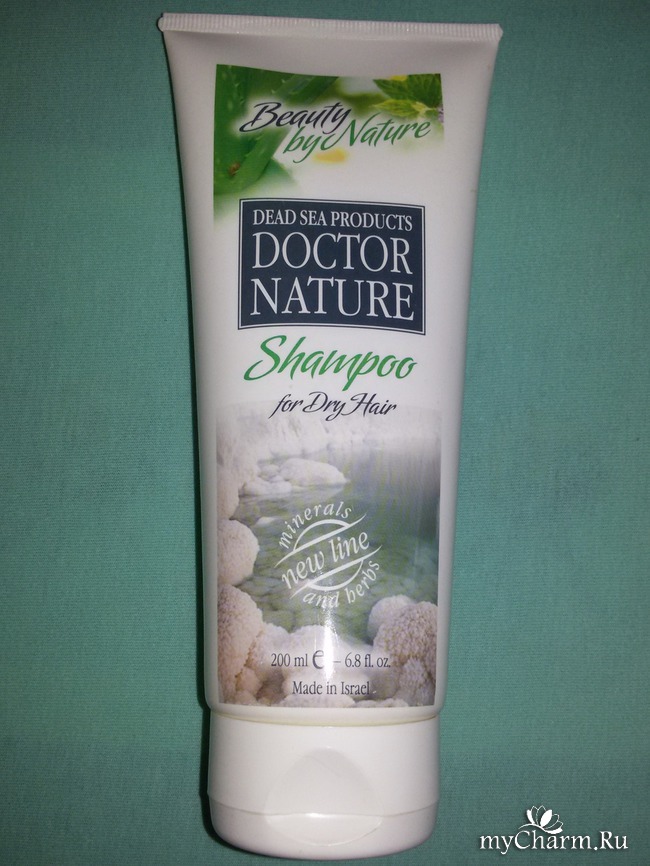 Beauty
by Nature
DEAD SEA PRODUCTS
DOCTOR
NATURE
Shampoo
for Dry Hair
minerals
new line
and herbs
200 ml e – 6.8 fl. oz.
Made in Israel
myCharm.Ru